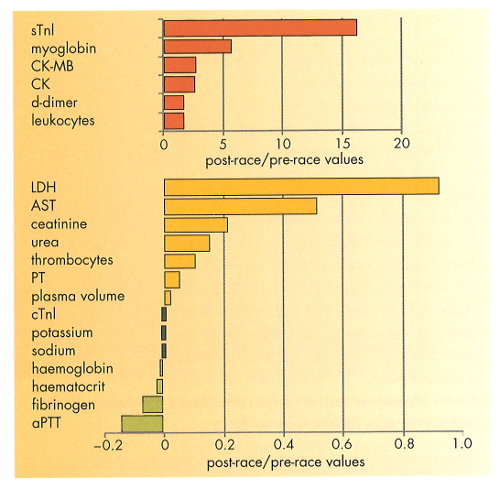 sTnI
myoglobin
CK-MB
CK
d-dimer
leukocytes
0 5 10 15 20
post-race/pre-race values
LDH
AST
ceatinine
urea
thrombocytes
PT
plasma volume
cTnI
potassium
sodium
haemoglobin
haematocrit
fibrinogen
aPTT
−0.2 0 0.2 0.4 0.6 0.8 1.0
post-race/pre-race values